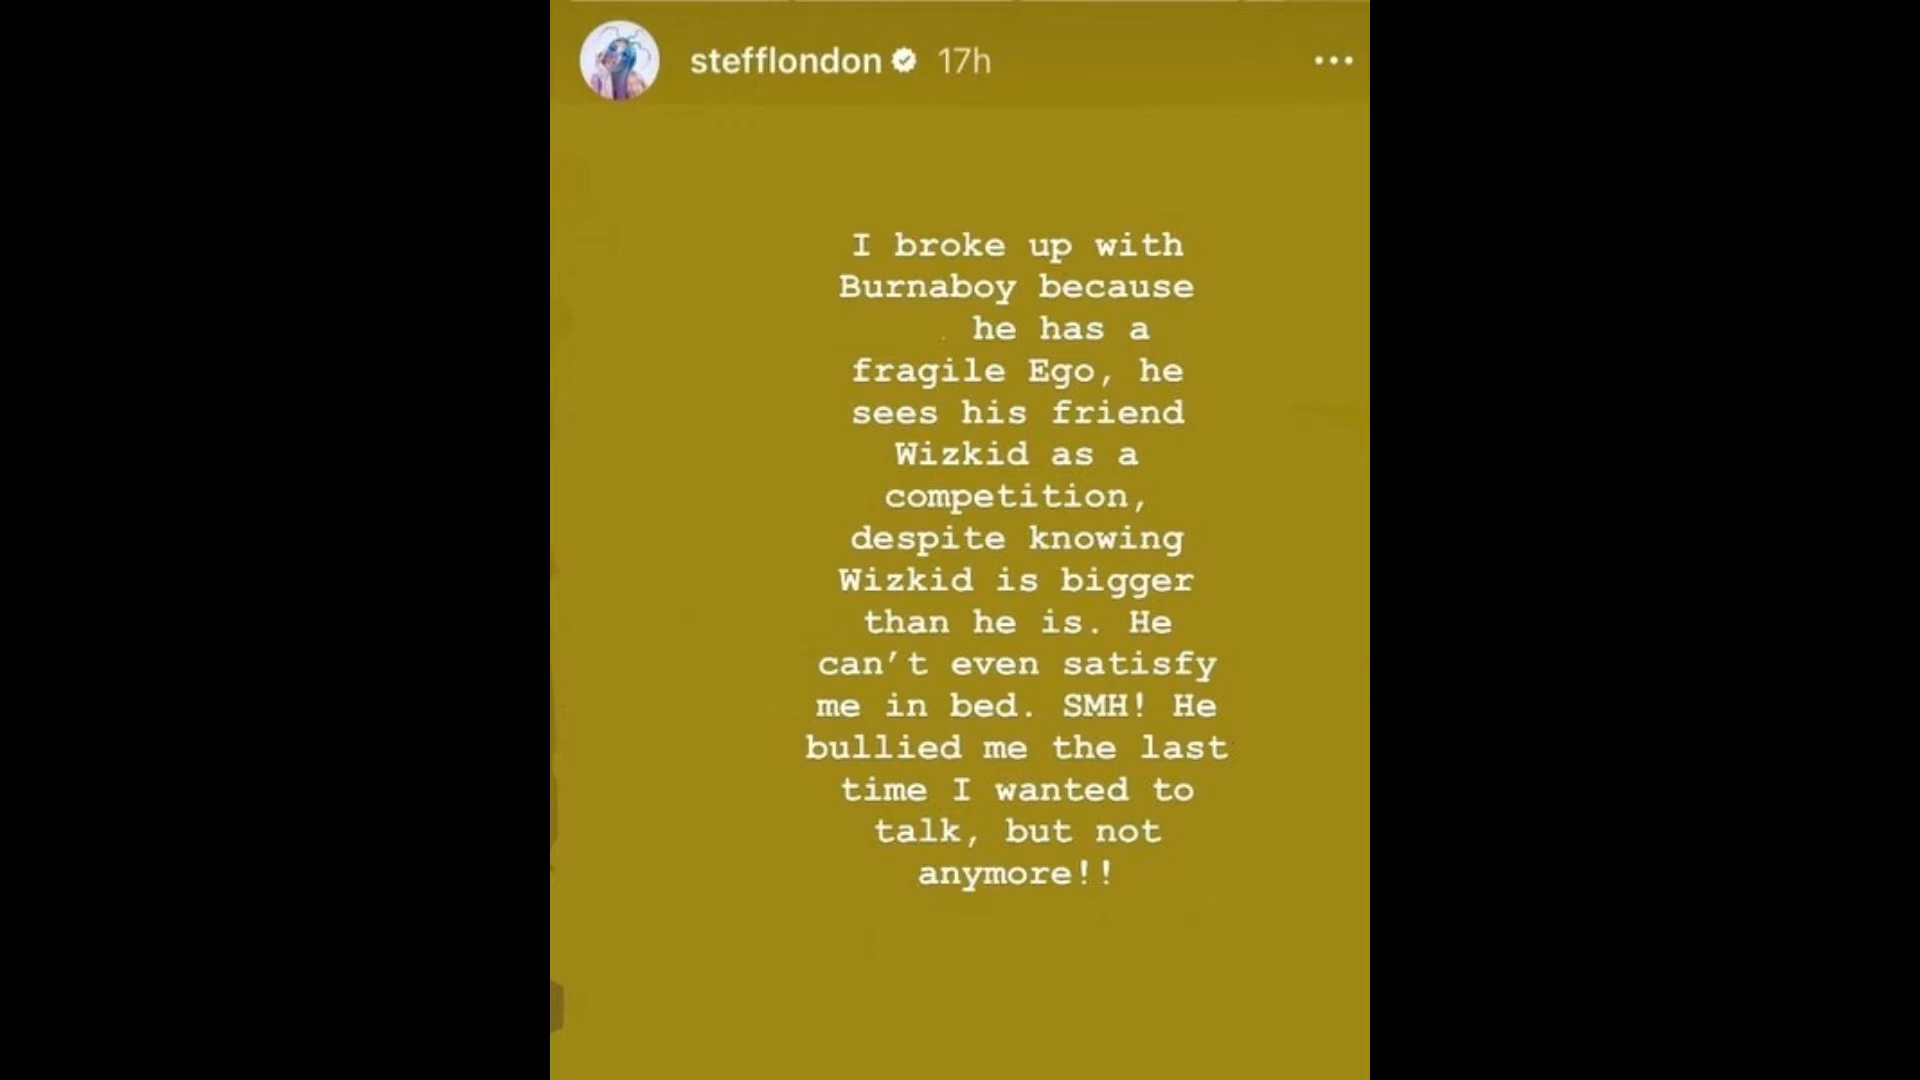 stefflondon 17h
I broke up with
Burnaboy because
he has a
fragile Ego, he
sees his friend
Wizkid as a
competition,
despite knowing
Wizkid is bigger
than he is. He
can't even satisfy
me in bed. SMH! He
bullied me the last
time I wanted to
talk, but not
anymore!!